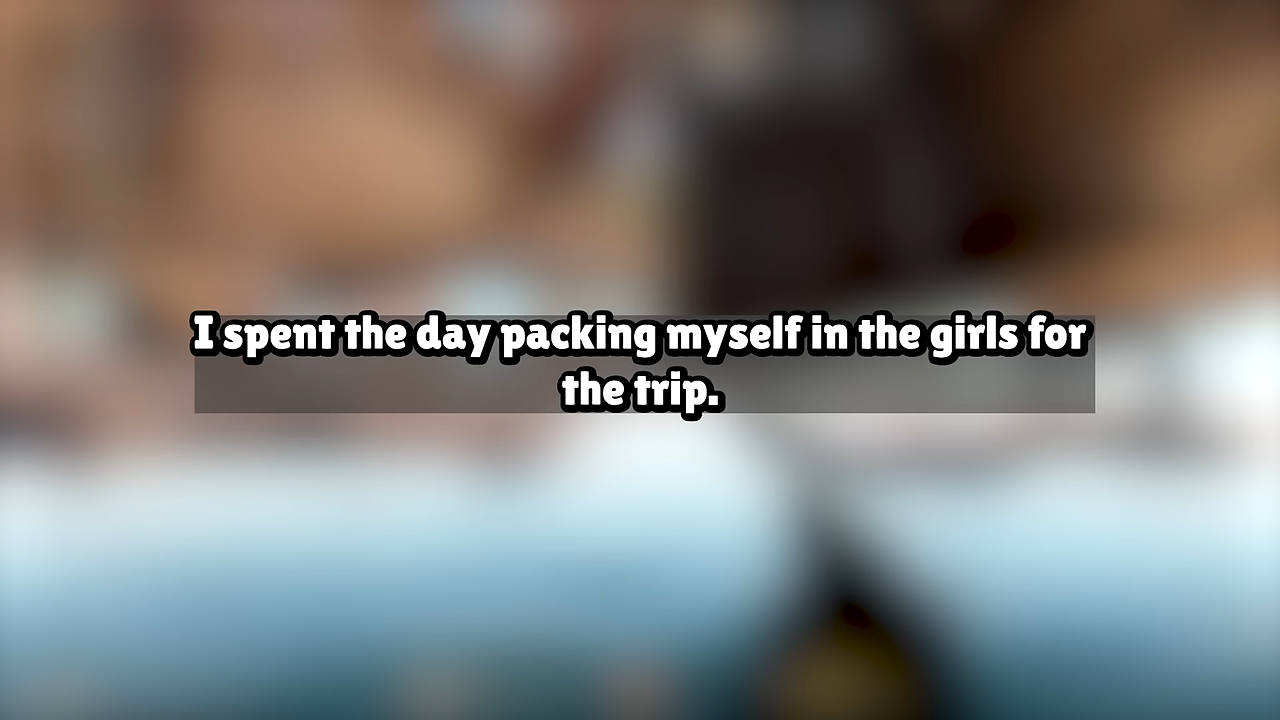 I spent the day packing myself in the girls for
the trip.